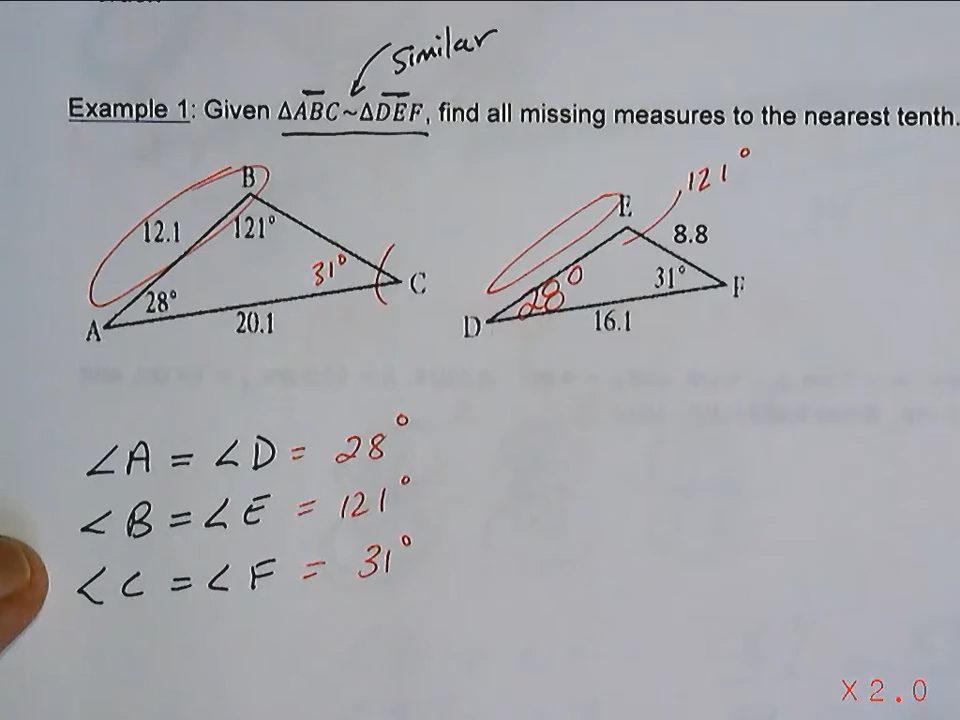 Similar
Example 1: Given ΔABC~ΔDEF, find all missing measures to the nearest tenth.
B
12.1
121°
31°
C
28°
A
20.1
121°
E
8.8
28°
31°
F
D
16.1
∠A = ∠D = 28°
∠B = ∠E = 121°
∠C = ∠F = 31°
X2.0